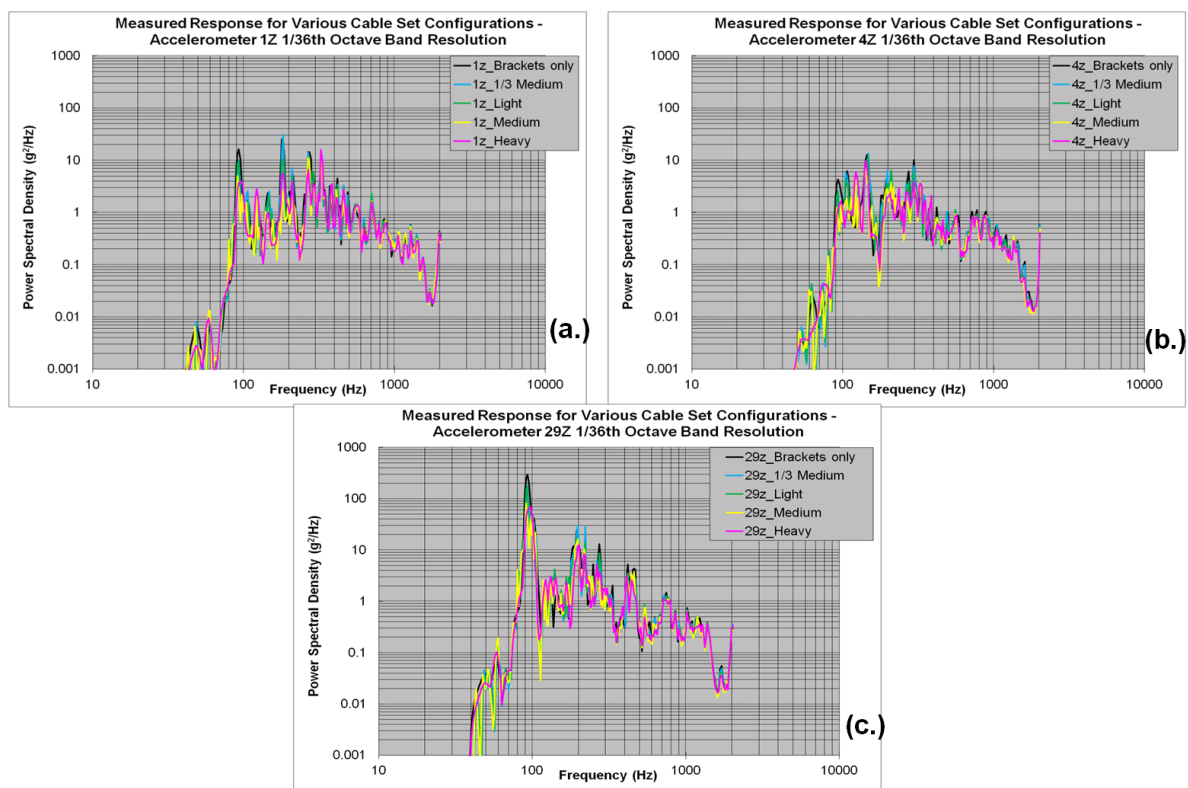 Measured Response for Various Cable Set Configurations -
Accelerometer 1Z 1/36th Octave Band Resolution
1z_Brackets only
1z_1/3 Medium
1z_Light
1z_Medium
1z_Heavy
Power Spectral Density (g²/Hz)
1000
100
10
1
0.1
0.01
0.001
10
100
1000
10000
Frequency (Hz)
(a.)
Measured Response for Various Cable Set Configurations -
Accelerometer 4Z 1/36th Octave Band Resolution
4z_Brackets only
4z_1/3 Medium
4z_Light
4z_Medium
4z_Heavy
Power Spectral Density (g²/Hz)
1000
100
10
1
0.1
0.01
0.001
10
100
1000
10000
Frequency (Hz)
(b.)
Measured Response for Various Cable Set Configurations -
Accelerometer 29Z 1/36th Octave Band Resolution
29z_Brackets only
29z_1/3 Medium
29z_Light
29z_Medium
29z_Heavy
Power Spectral Density (g²/Hz)
1000
100
10
1
0.1
0.01
0.001
10
100
1000
10000
Frequency (Hz)
(c.)